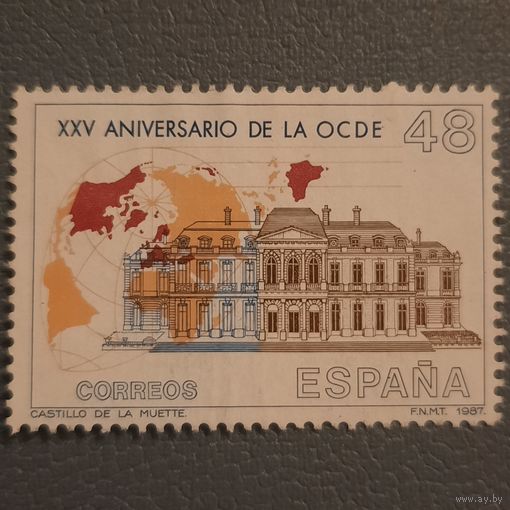 XXV ANIVERSARIO DE LA OCDE 48
CORREOS ESPAÑA
CASTILLO DE LA MUETTE. F.N.M.T. 1987.
www.ay.by